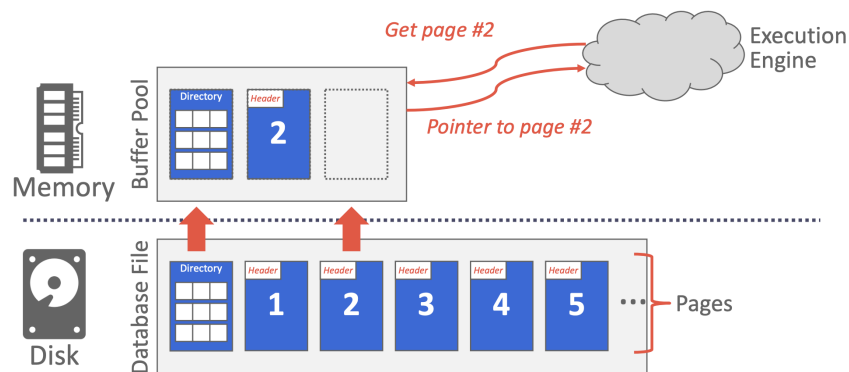 Get page #2
Execution
Engine
Buffer Pool
Directory
Header
2
Pointer to page #2
Memory
Database File
Directory
Header
1
Header
2
Header
3
Header
4
Header
5
...
Pages
Disk